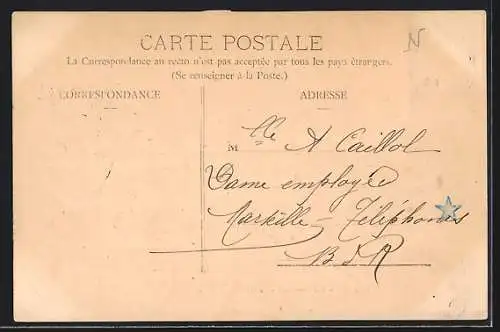 CARTE POSTALE
N
La Correspondance au recto n'est pas acceptée par tous les pays étrangers.
(Se renseigner à la Poste.)
CORRESPONDANCE
ADRESSE
Mlle A Caillol
Dame employée
Marseille - Téléphones
B d R